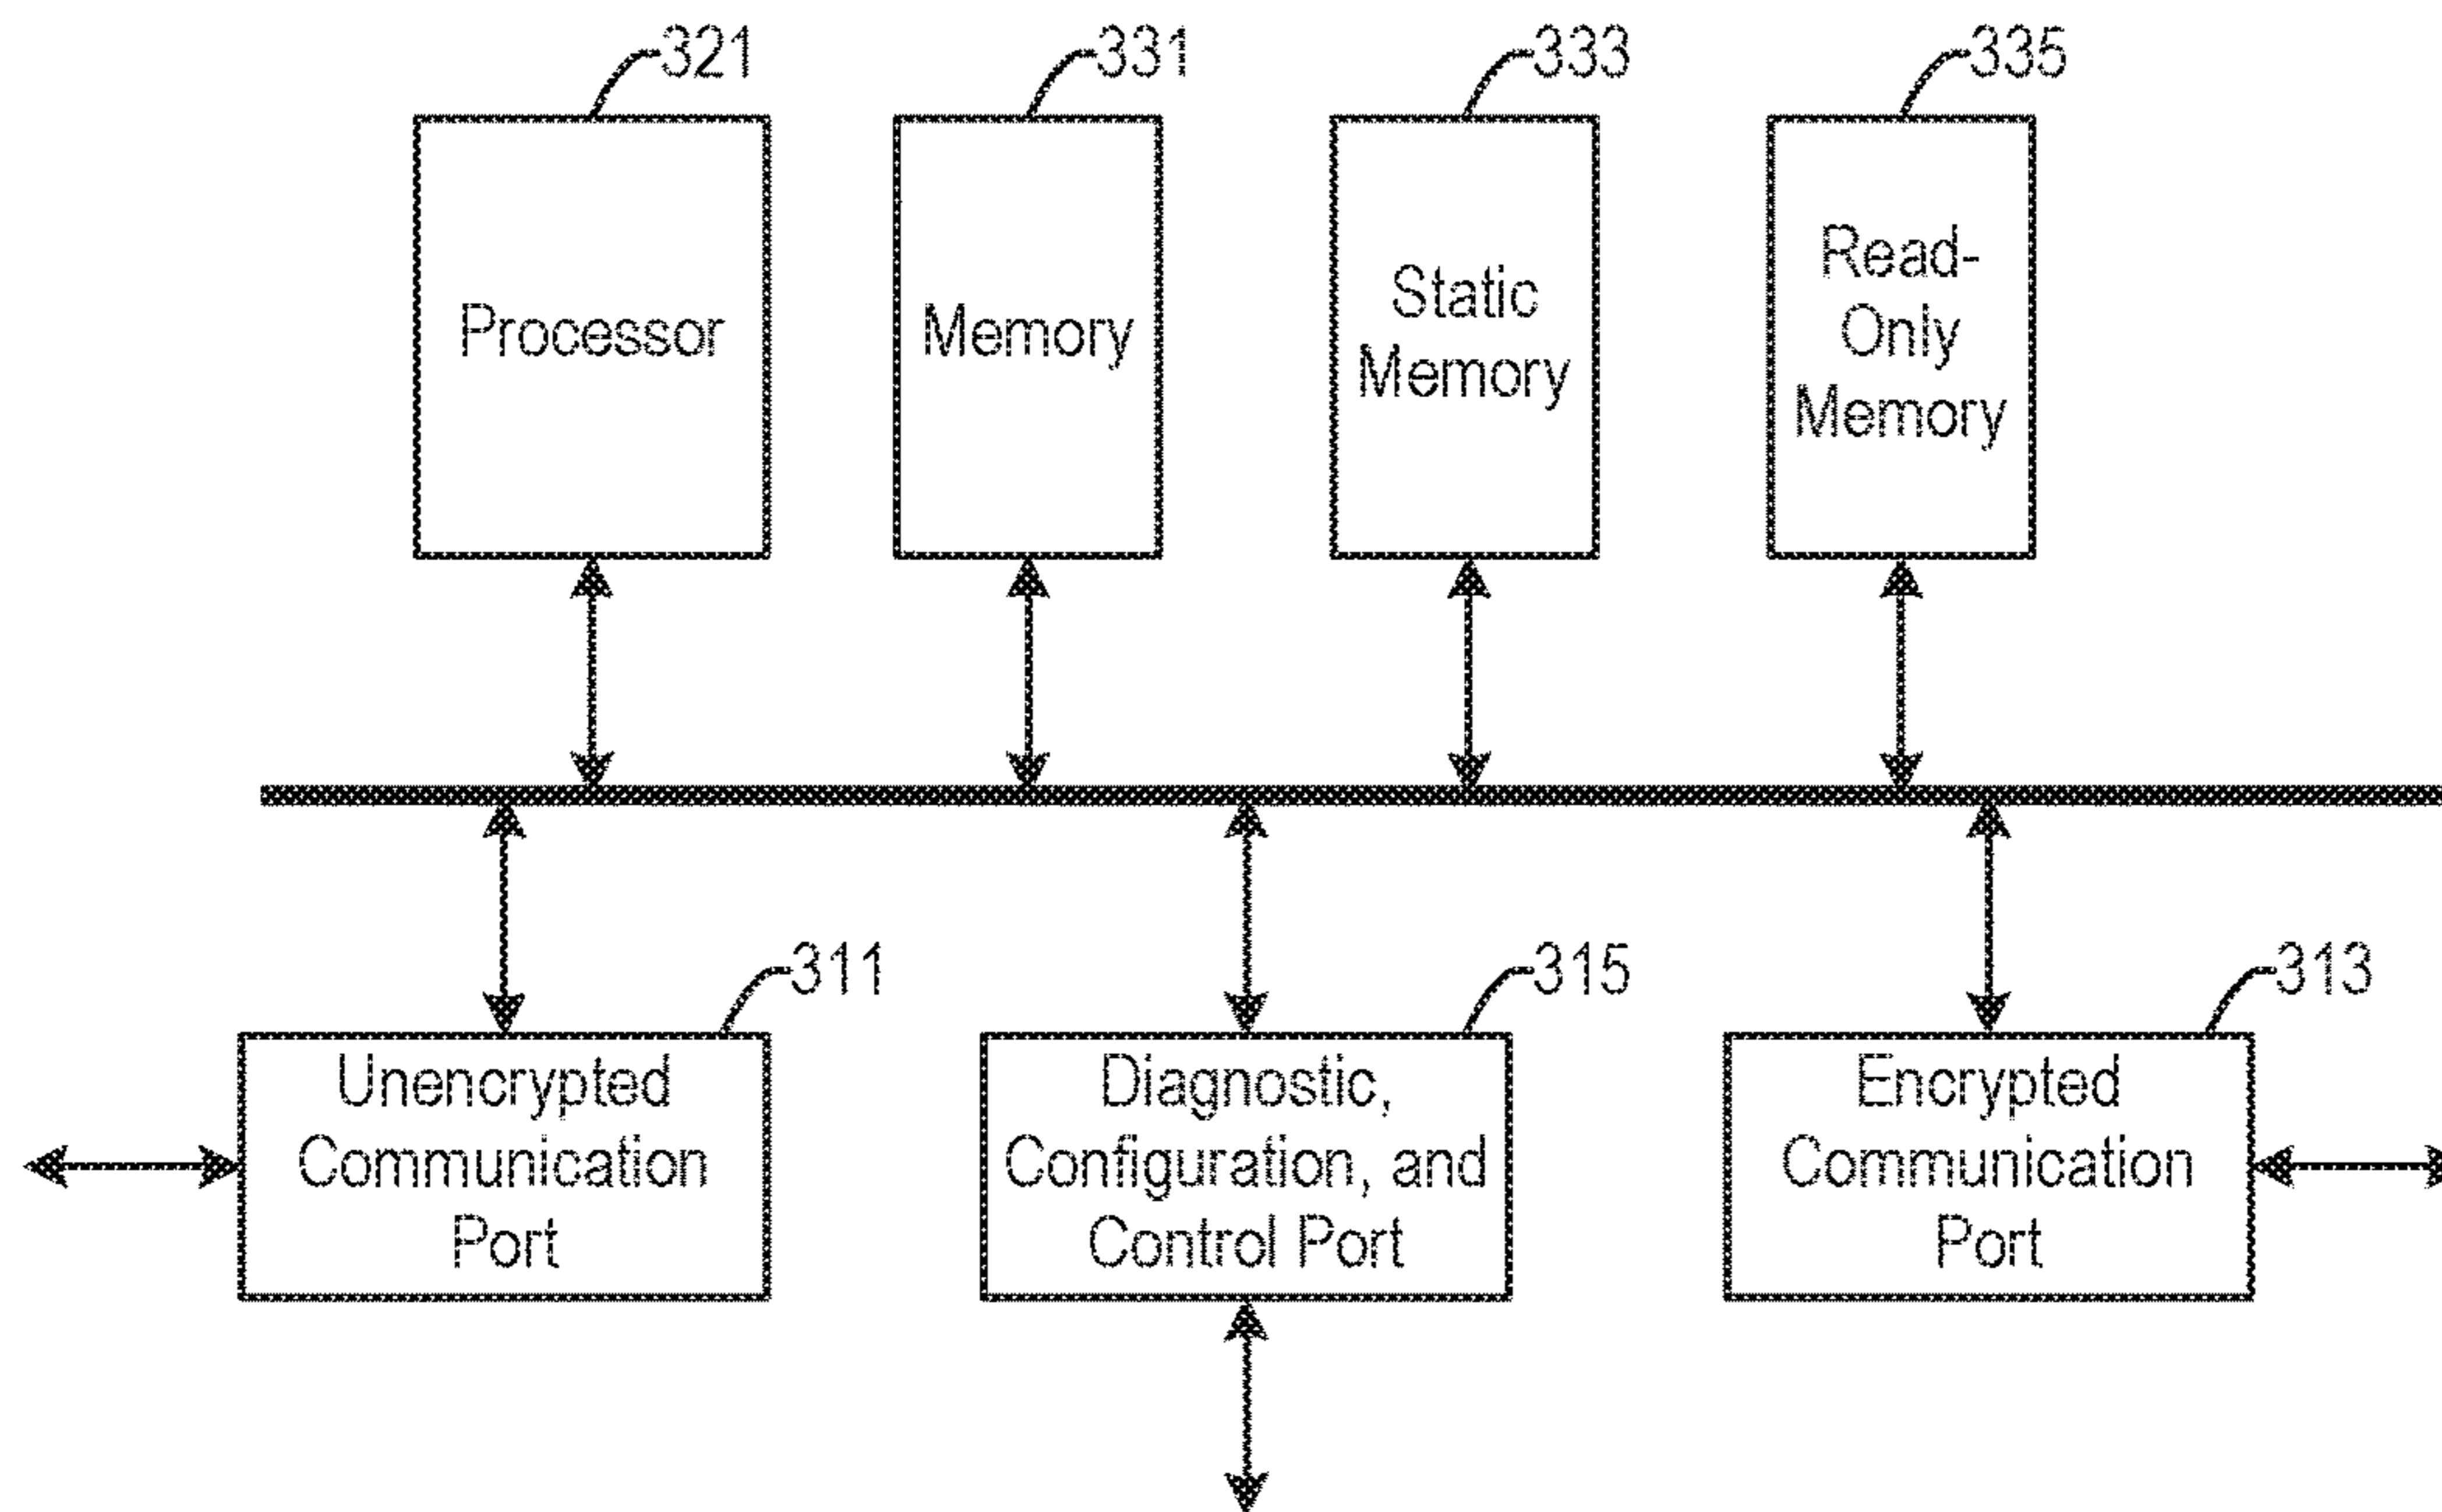 321
331
333
335
Processor
Memory
Static
Memory
Read-
Only
Memory
311
315
313
Unencrypted
Communication
Port
Diagnostic,
Configuration, and
Control Port
Encrypted
Communication
Port